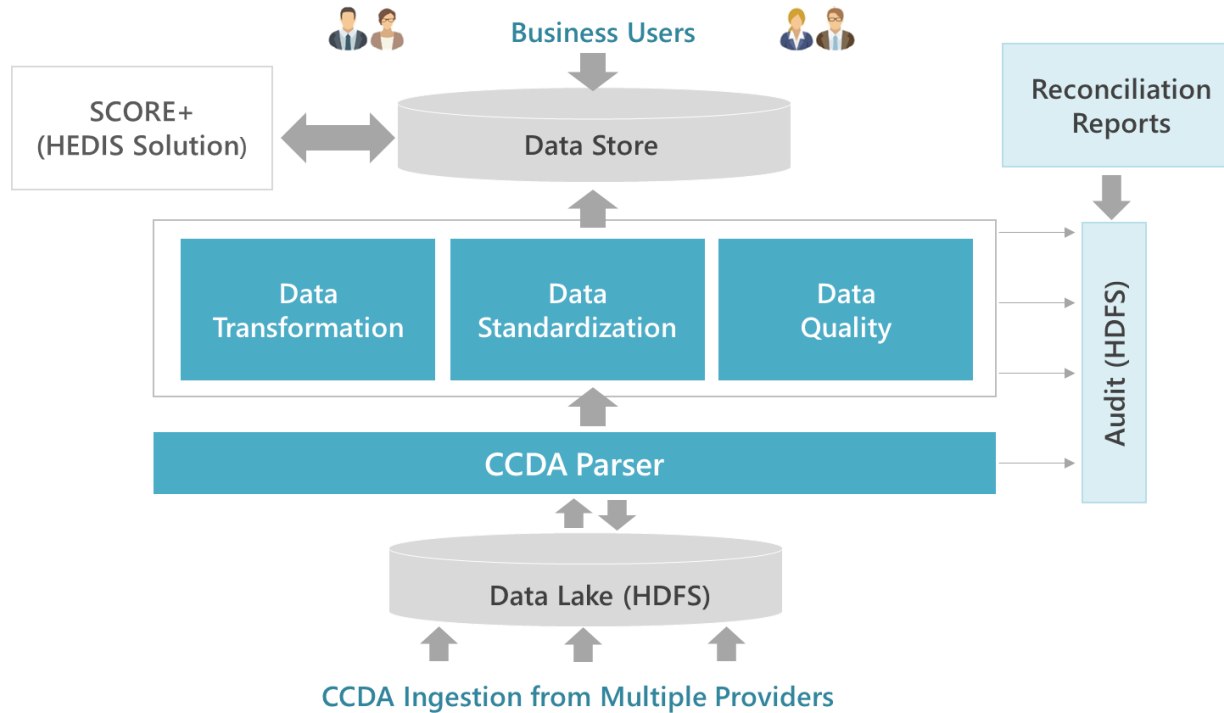 Business Users
SCORE+
(HEDIS Solution)
Data Store
Reconciliation
Reports
Data
Transformation
Data
Standardization
Data
Quality
Audit (HDFS)
CCDA Parser
Data Lake (HDFS)
CCDA Ingestion from Multiple Providers